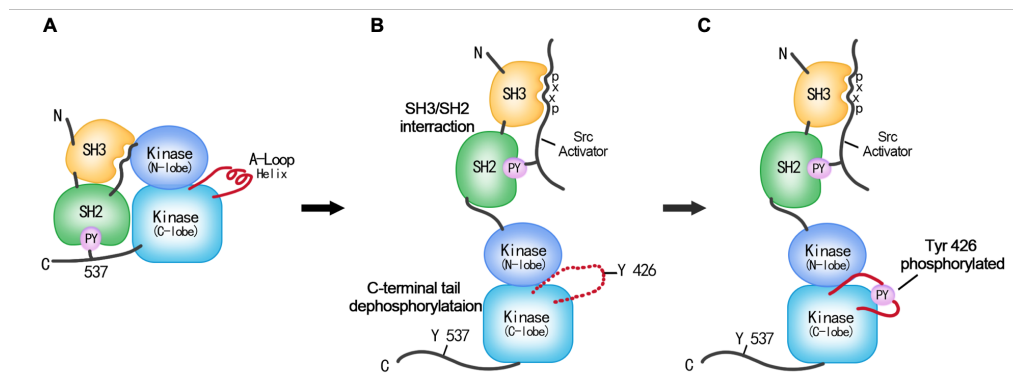 A
N
SH3
Kinase
(N-lobe)
A-Loop
Helix
SH2
Kinase
(C-lobe)
PY
C
537
B
N
SH3
p
x
x
p
SH3/SH2
interraction
Src
Activator
SH2
PY
Kinase
(N-lobe)
Y 426
C-terminal tail
dephosphorylataion
Kinase
(C-lobe)
Y 537
C
C
N
SH3
p
x
x
p
Src
Activator
SH2
PY
Kinase
(N-lobe)
Tyr 426
phosphorylated
PY
Kinase
(C-lobe)
Y 537
C